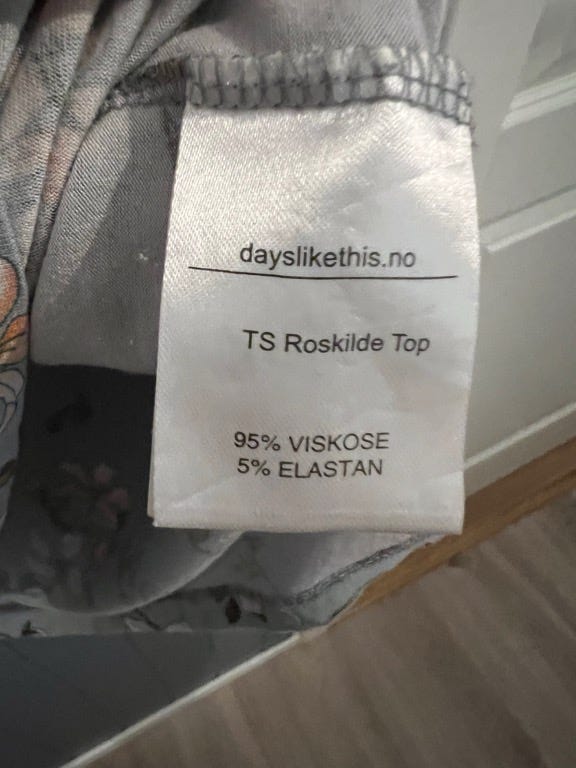 dayslikethis.no
TS Roskilde Top
95% VISKOSE
5% ELASTAN